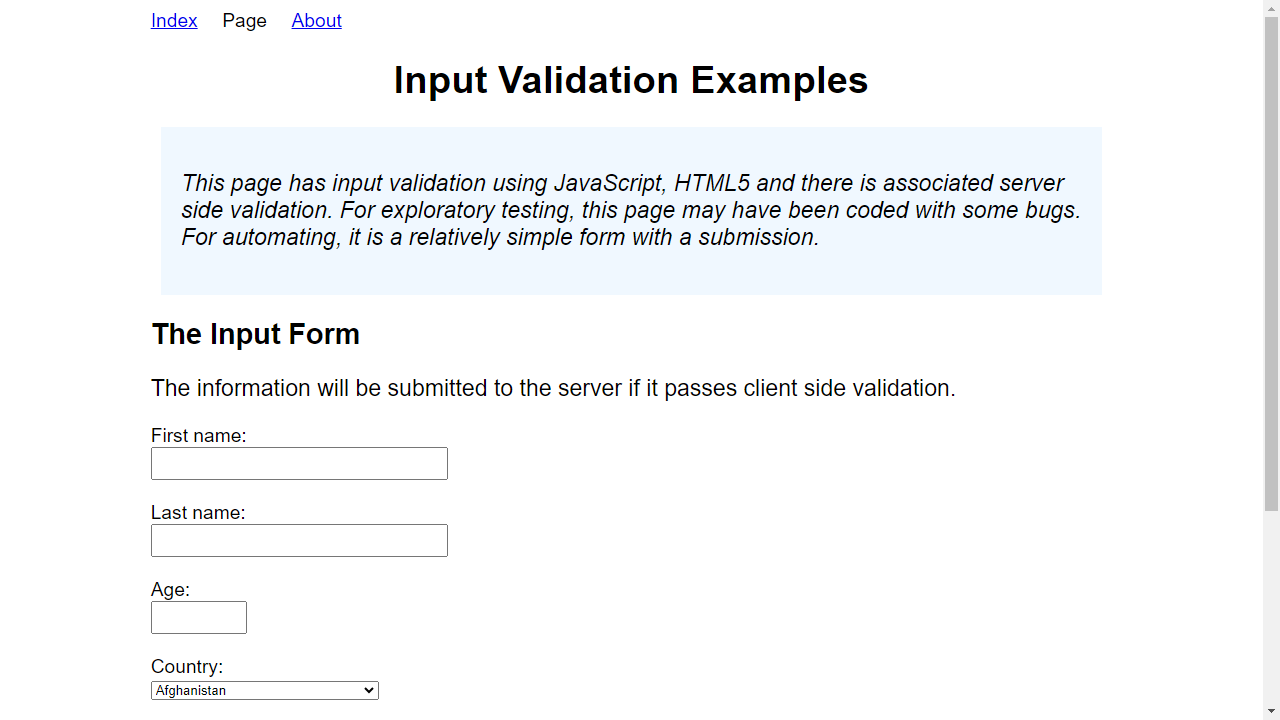 Index Page About
Input Validation Examples
This page has input validation using JavaScript, HTML5 and there is associated server
side validation. For exploratory testing, this page may have been coded with some bugs.
For automating, it is a relatively simple form with a submission.
The Input Form
The information will be submitted to the server if it passes client side validation.
First name:
Last name:
Age:
Country:
Afghanistan